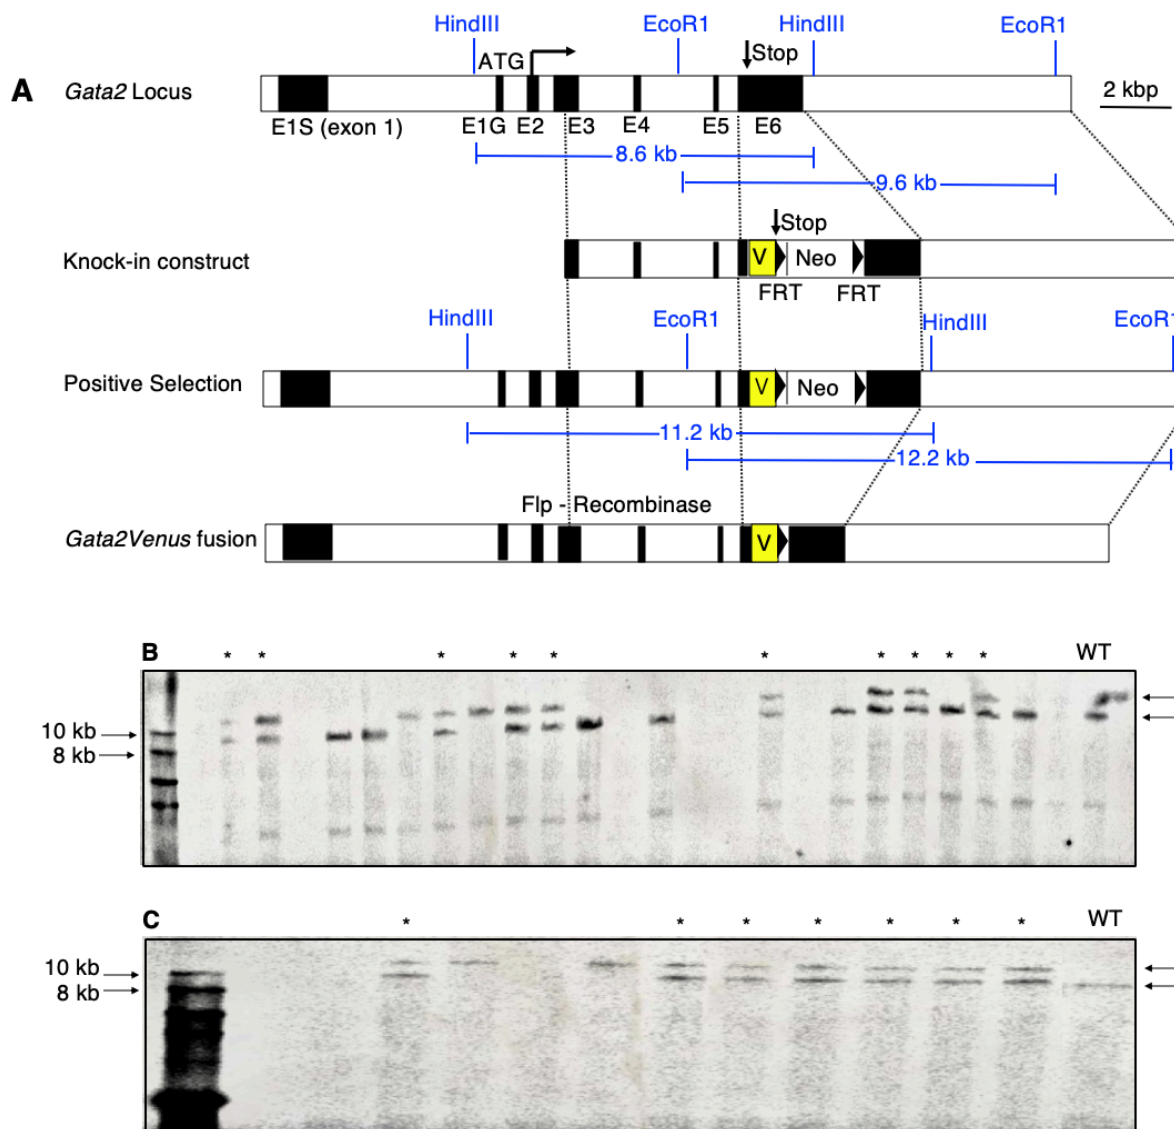 HindIII EcoR1 HindIII EcoR1
ATG Stop
A Gata2 Locus 2 kbp
E1S (exon 1) E1G E2 E3 E4 E5 E6
8.6 kb
9.6 kb
Stop
Knock-in construct V Neo
FRT FRT
HindIII EcoR1 HindIII EcoR1
Positive Selection V Neo
11.2 kb
12.2 kb
Flp - Recombinase
Gata2Venus fusion V
B * * * * * * * * * * WT
10 kb
8 kb
C * * * * * * * WT
10 kb
8 kb